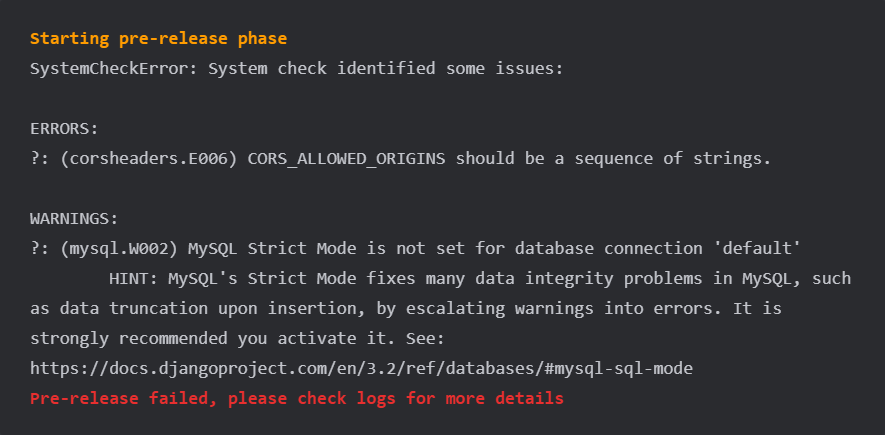 Starting pre-release phase
SystemCheckError: System check identified some issues:
ERRORS:
?: (corsheaders.E006) CORS_ALLOWED_ORIGINS should be a sequence of strings.
WARNINGS:
?: (mysql.W002) MySQL Strict Mode is not set for database connection 'default'
HINT: MySQL's Strict Mode fixes many data integrity problems in MySQL, such
as data truncation upon insertion, by escalating warnings into errors. It is
strongly recommended you activate it. See:
https://docs.djangoproject.com/en/3.2/ref/databases/#mysql-sql-mode
Pre-release failed, please check logs for more details